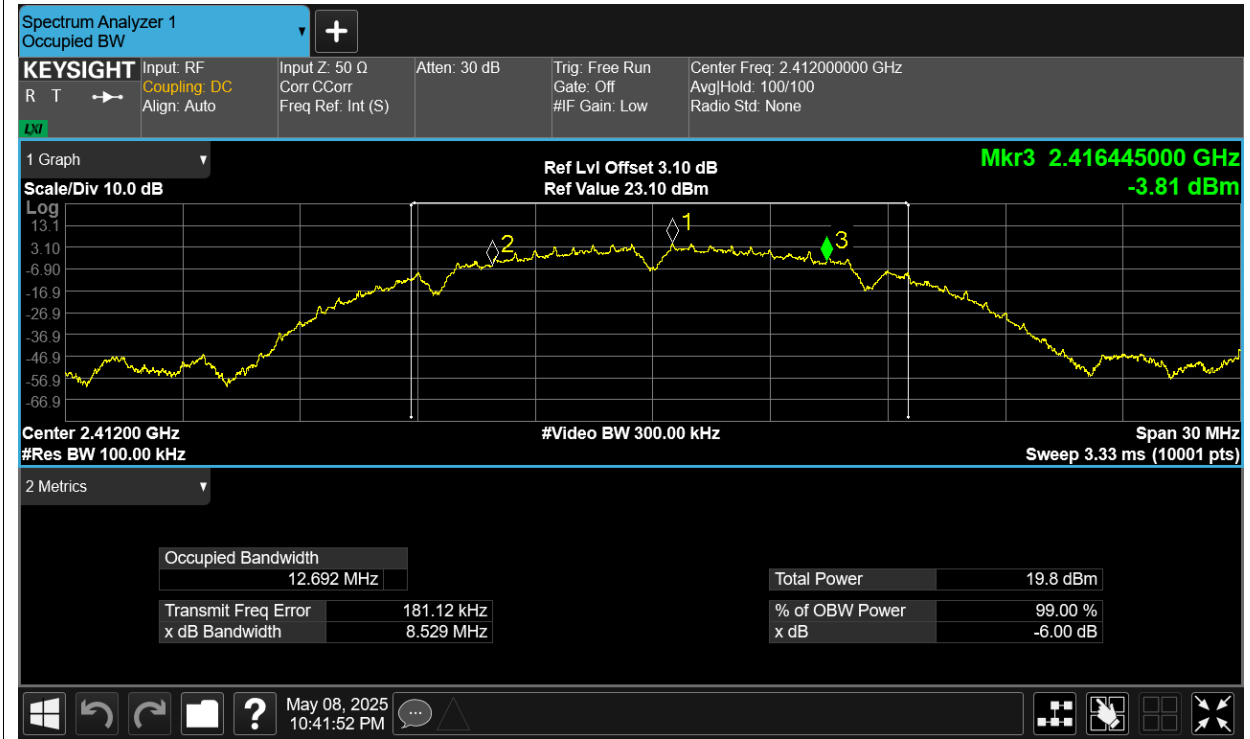 Spectrum Analyzer 1
Occupied BW
KEYSIGHT
R T
LXI
Input: RF
Coupling: DC
Align: Auto
Input Z: 50 Ω
Corr CCorr
Freq Ref: Int (S)
Atten: 30 dB
Trig: Free Run
Gate: Off
#IF Gain: Low
Center Freq: 2.412000000 GHz
Avg|Hold: 100/100
Radio Std: None
1 Graph
Scale/Div 10.0 dB
Ref Lvl Offset 3.10 dB
Ref Value 23.10 dBm
Mkr3 2.416445000 GHz
-3.81 dBm
Log
13.1
3.10
-6.90
-16.9
-26.9
-36.9
-46.9
-56.9
-66.9
2
1
3
Center 2.41200 GHz
#Res BW 100.00 kHz
#Video BW 300.00 kHz
Span 30 MHz
Sweep 3.33 ms (10001 pts)
2 Metrics
Occupied Bandwidth
12.692 MHz
Transmit Freq Error 181.12 kHz
x dB Bandwidth 8.529 MHz
Total Power 19.8 dBm
% of OBW Power 99.00 %
x dB -6.00 dB
?
May 08, 2025
10:41:52 PM